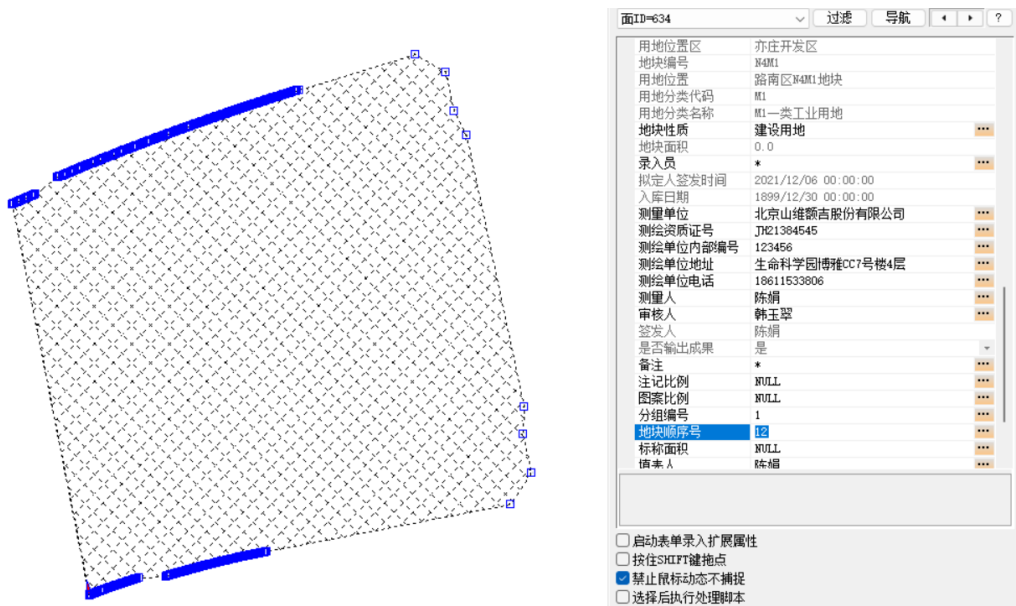 面ID=634 过滤 导航 ?
用地位置区 亦庄开发区
地块编号 N4M1
用地位置 路南区N4M1地块
用地分类代码 M1
用地分类名称 M1一类工业用地
地块性质 建设用地 ...
地块面积 0.0
录入员 * ...
拟定人签发时间 2021/12/06 00:00:00
入库日期 1899/12/30 00:00:00
测量单位 北京山维颢吉股份有限公司 ...
测绘资质证号 JH21384545 ...
测绘单位内部编号 123456 ...
测绘单位地址 生命科学园博雅CC7号楼4层 ...
测绘单位电话 18611533806 ...
测量人 陈娟 ...
审核人 韩玉翠 ...
签发人 陈娟
是否输出成果 是
备注 * ...
注记比例 NULL ...
图案比例 NULL ...
分组编号 1 ...
地块顺序号 12 ...
标称面积 NULL ...
填表人 陈娟 ...
启动表单录入扩展属性
按住SHIFT键拖点
禁止鼠标动态不捕捉
选择后执行处理脚本